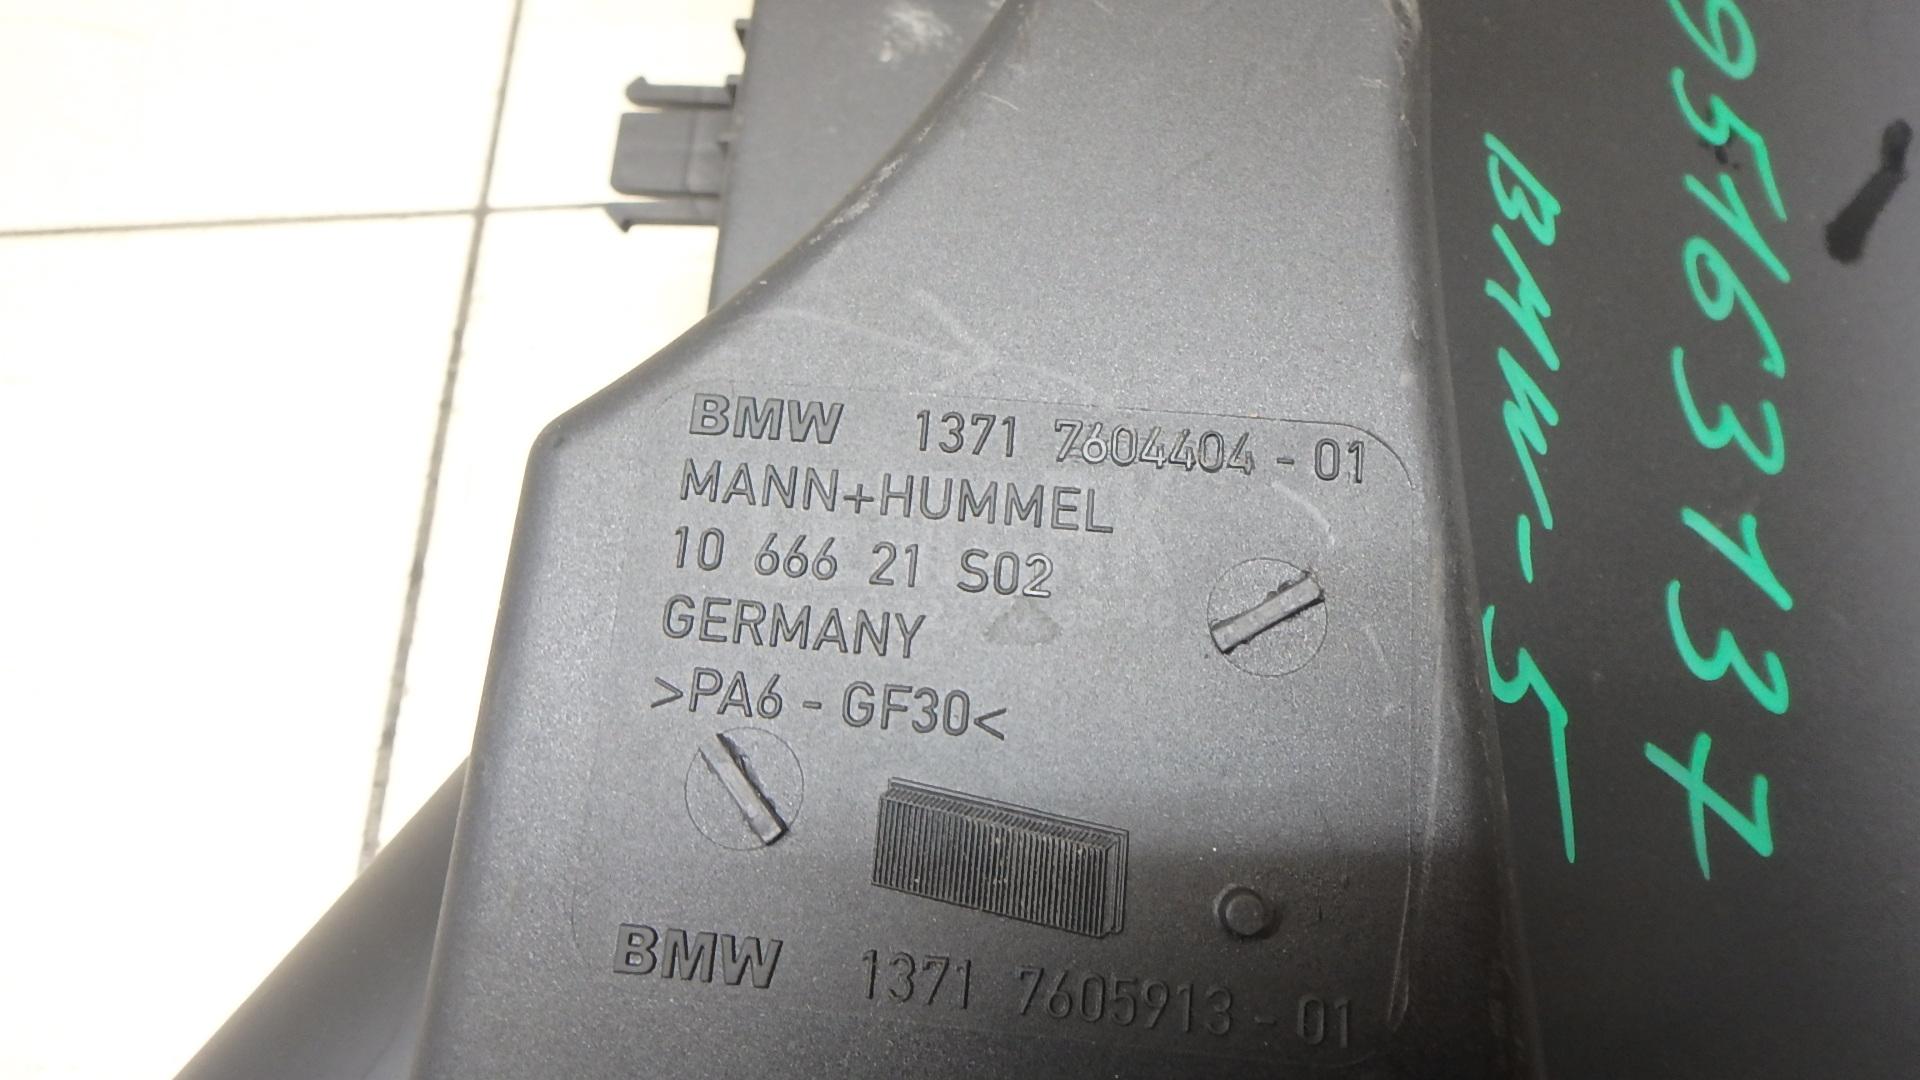 BMW 1371 7604404-01
MANN+HUMMEL
10 666 21 S02
GERMANY
>PA6-GF30<
BMW 1371 7605913-01
95163137
BMW-5